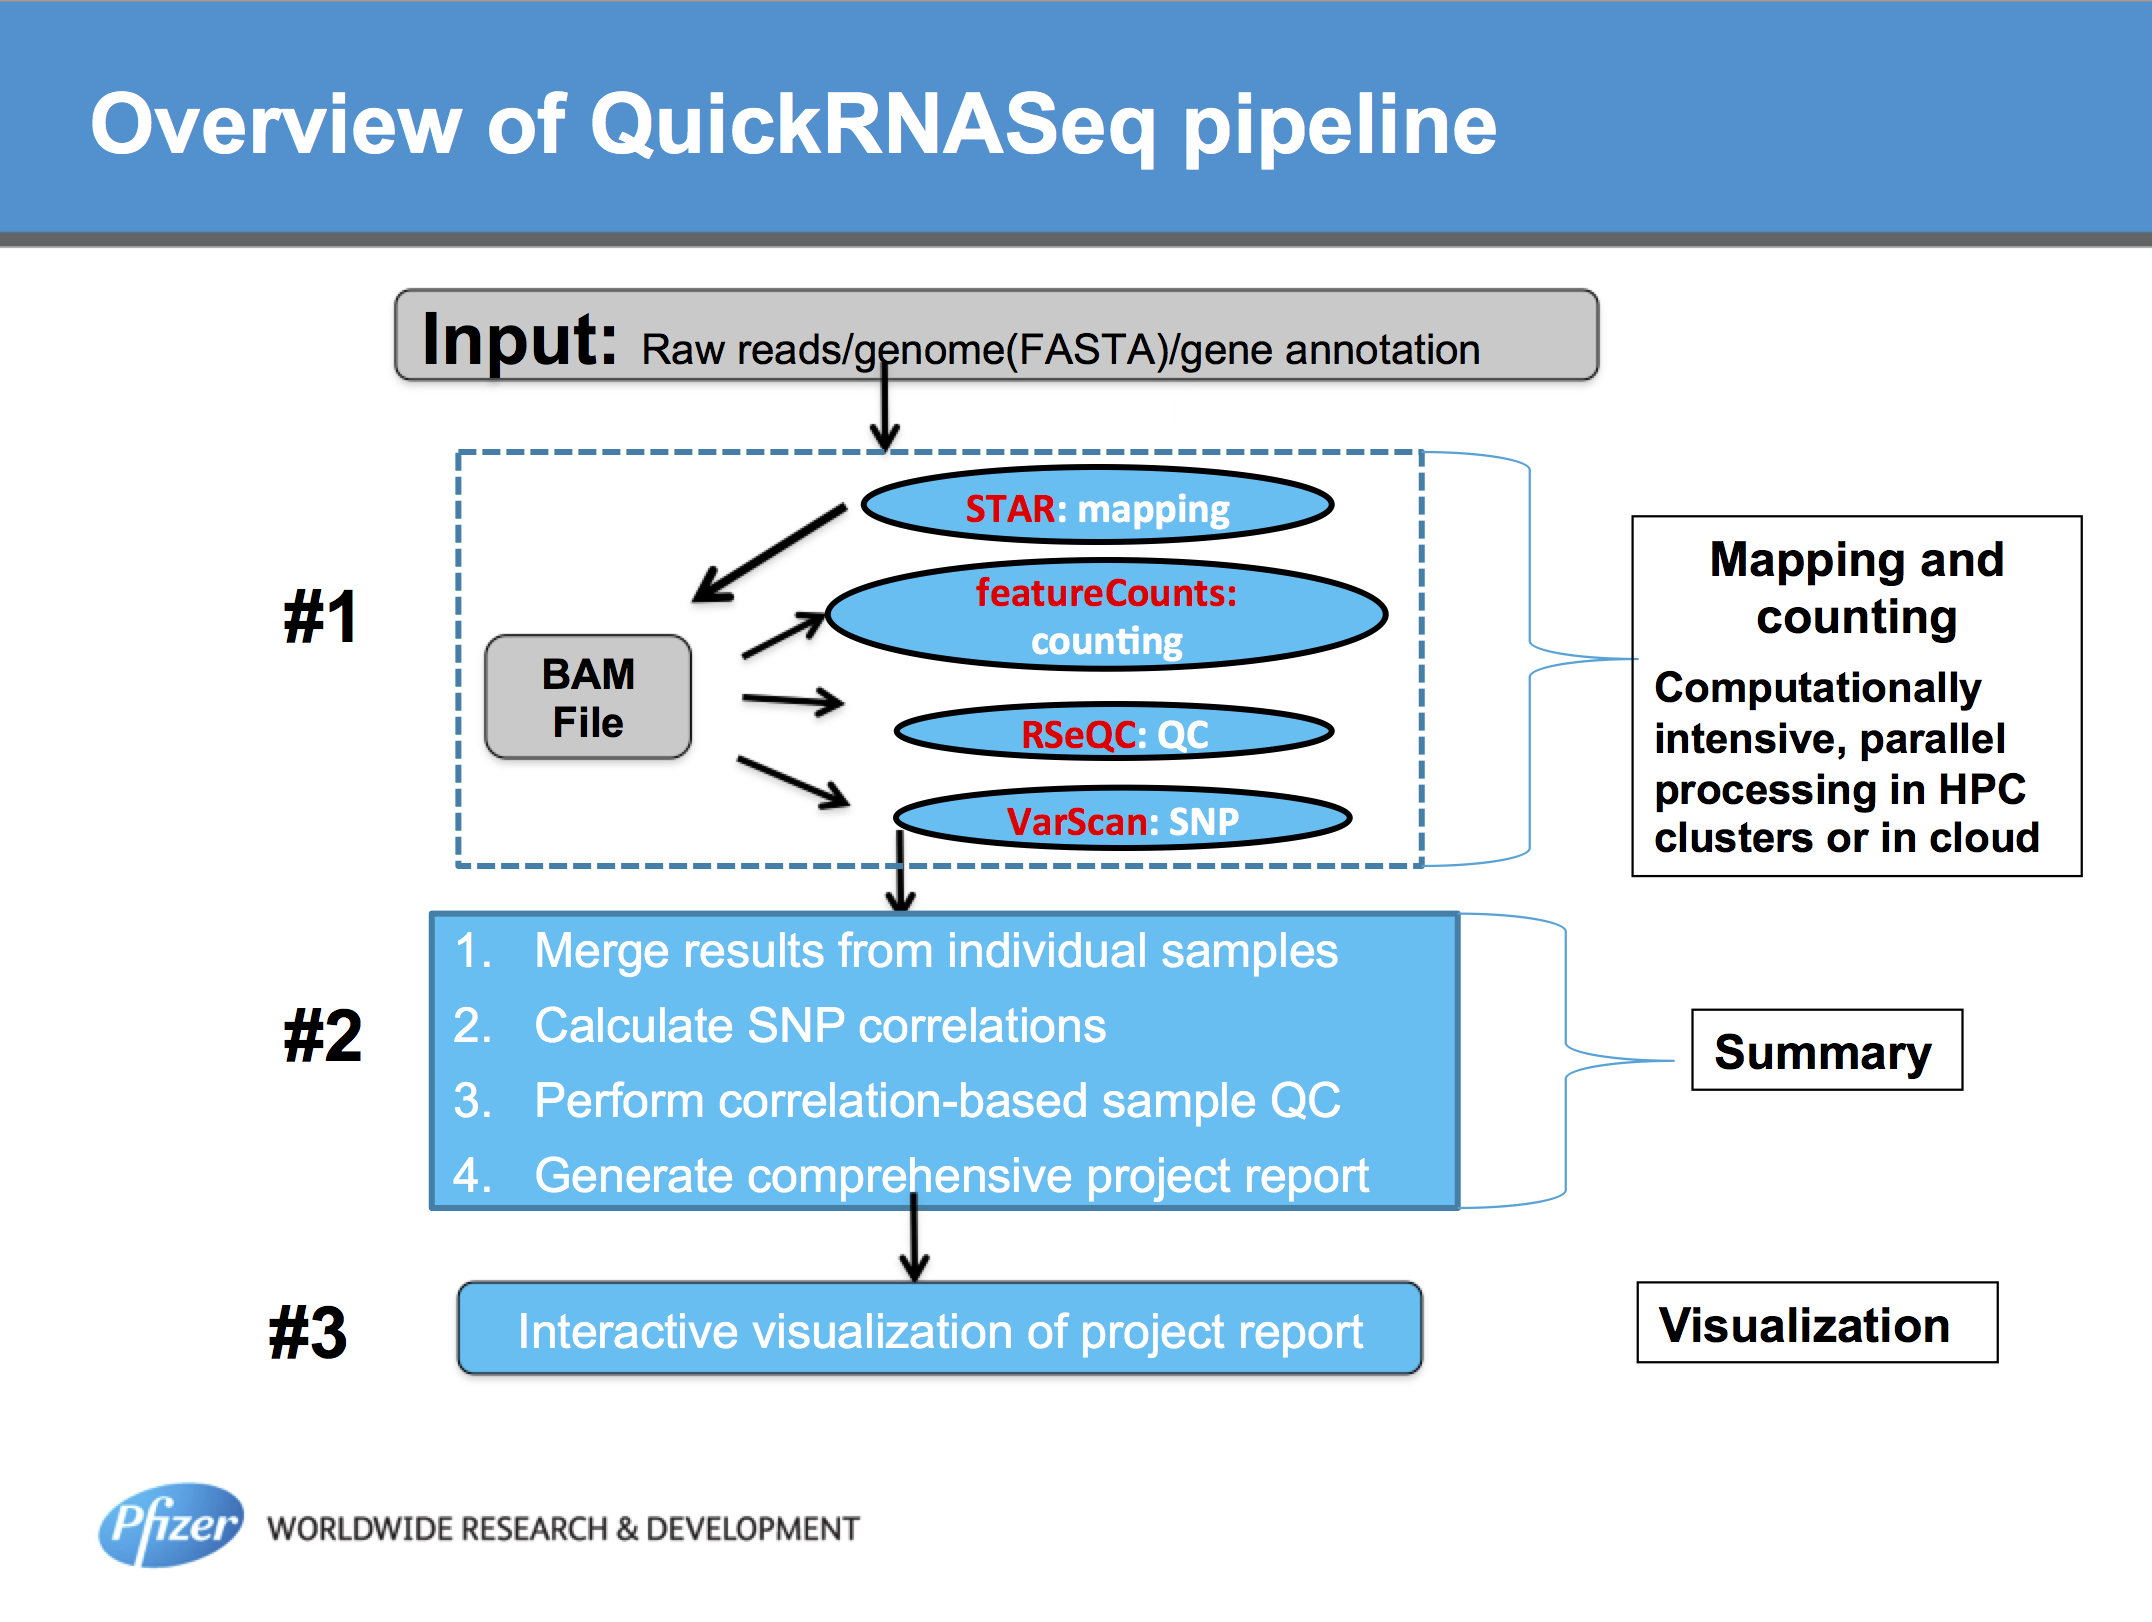 Overview of QuickRNASeq pipeline
Input: Raw reads/genome(FASTA)/gene annotation
#1
STAR: mapping
featureCounts:
counting
BAM
File
RSeQC: QC
VarScan: SNP
Mapping and
counting
Computationally
intensive, parallel
processing in HPC
clusters or in cloud
#2
1. Merge results from individual samples
2. Calculate SNP correlations
3. Perform correlation-based sample QC
4. Generate comprehensive project report
Summary
#3
Interactive visualization of project report
Visualization
Pfizer
WORLDWIDE RESEARCH & DEVELOPMENT